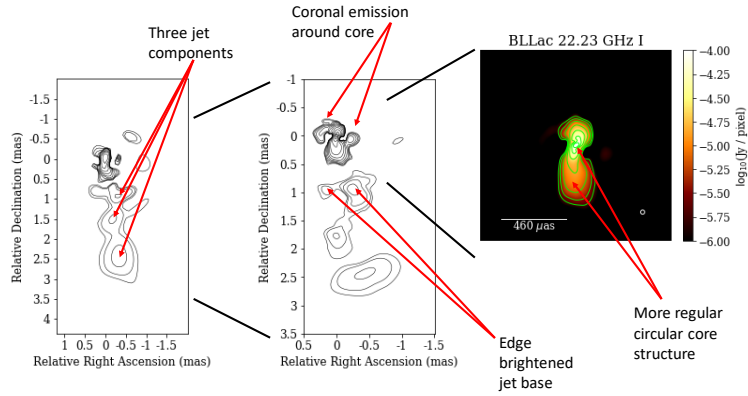 Three jet
components
Coronal emission
around core
BLLac 22.23 GHz I
-1.5
-1
-0.5
0
0.5
1
1.5
2
2.5
3
3.5
4
Relative Declination (mas)
1 0.5 0 -0.5 -1 -1.5
Relative Right Ascension (mas)
-1
-0.5
0
0.5
1
1.5
2
2.5
3
3.5
Relative Declination (mas)
0.5 0 -0.5 -1 -1.5
Relative Right Ascension (mas)
460 μas
−4.00
−4.25
−4.50
−4.75
−5.00
−5.25
−5.50
−5.75
−6.00
log₁₀(Jy / pixel)
Edge
brightened
jet base
More regular
circular core
structure